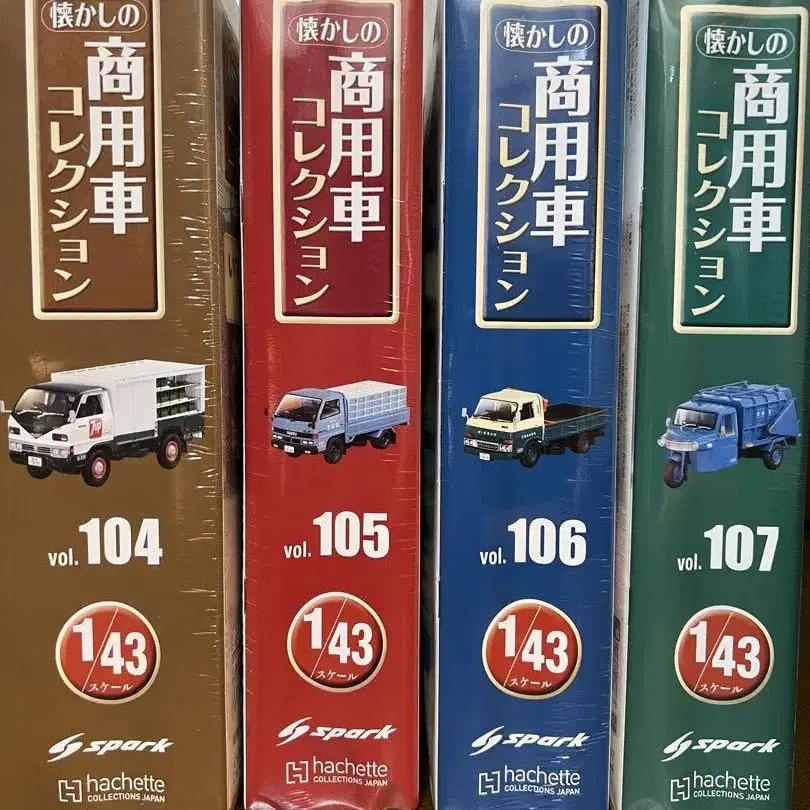 懐かしの
商用車
コレクション
7up
vol. 104
1/43
スケール
spark
hachette
COLLECTIONS JAPAN
懐かしの
商用車
コレクション
vol. 105
1/43
スケール
spark
hachette
COLLECTIONS JAPAN
懐かしの
商用車
コレクション
vol. 106
1/43
スケール
spark
hachette
COLLECTIONS JAPAN
懐かしの
商用車
コレクション
vol. 107
1/43
スケール
spark
hachette
COLLECTIONS JAPAN